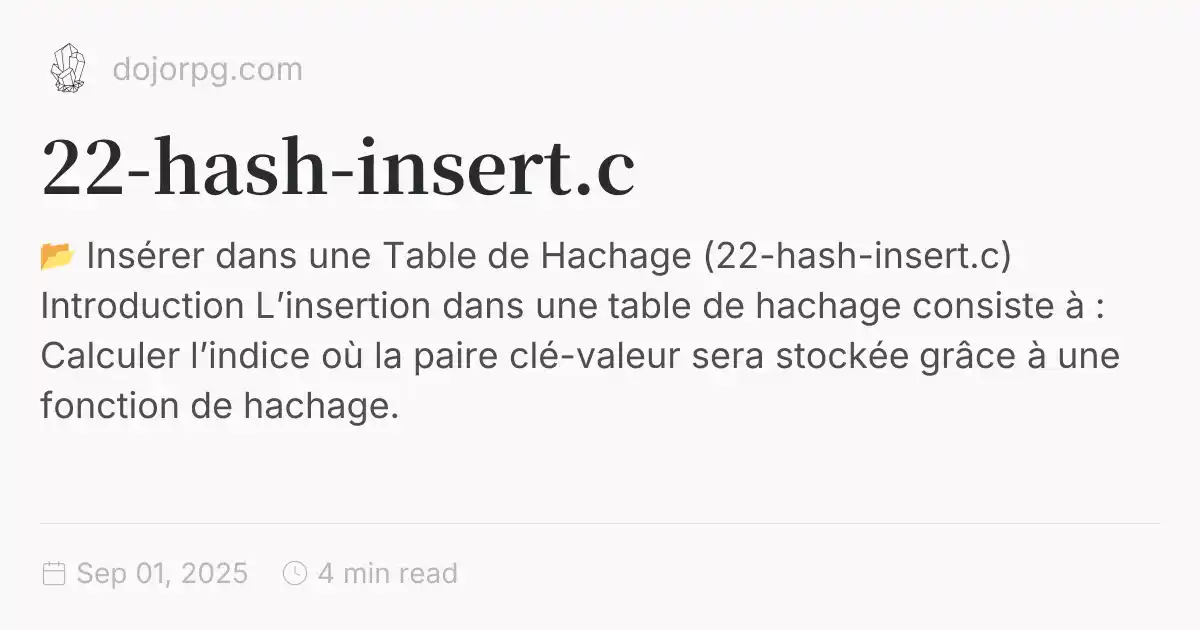 dojorpg.com
22-hash-insert.c
📂 Insérer dans une Table de Hachage (22-hash-insert.c)
Introduction L’insertion dans une table de hachage consiste à :
Calculer l’indice où la paire clé-valeur sera stockée grâce à une
fonction de hachage.
Sep 01, 2025
4 min read